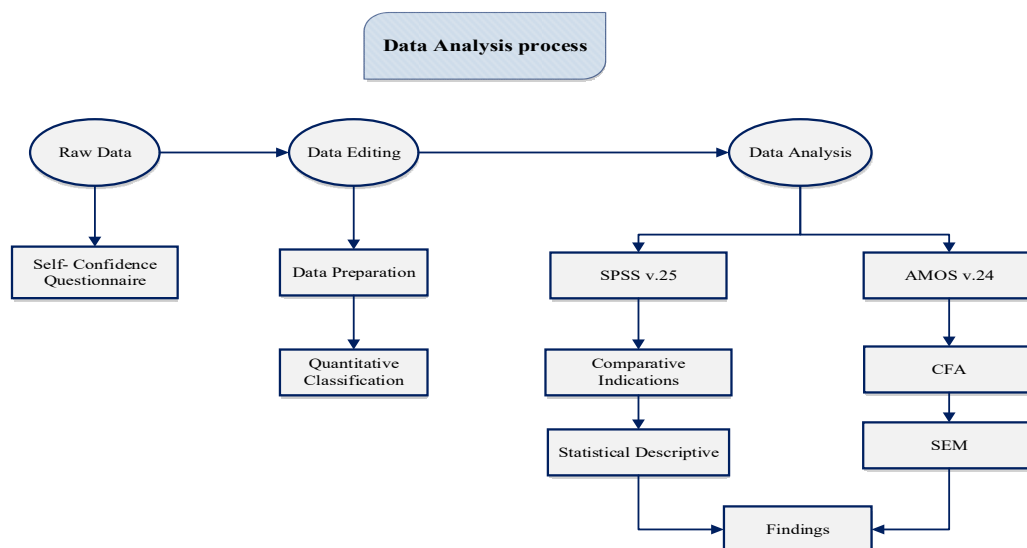 Data Analysis process
Raw Data
Data Editing
Data Analysis
Self- Confidence
Questionnaire
Data Preparation
SPSS v.25
AMOS v.24
Quantitative
Classification
Comparative
Indications
CFA
Statistical Descriptive
SEM
Findings